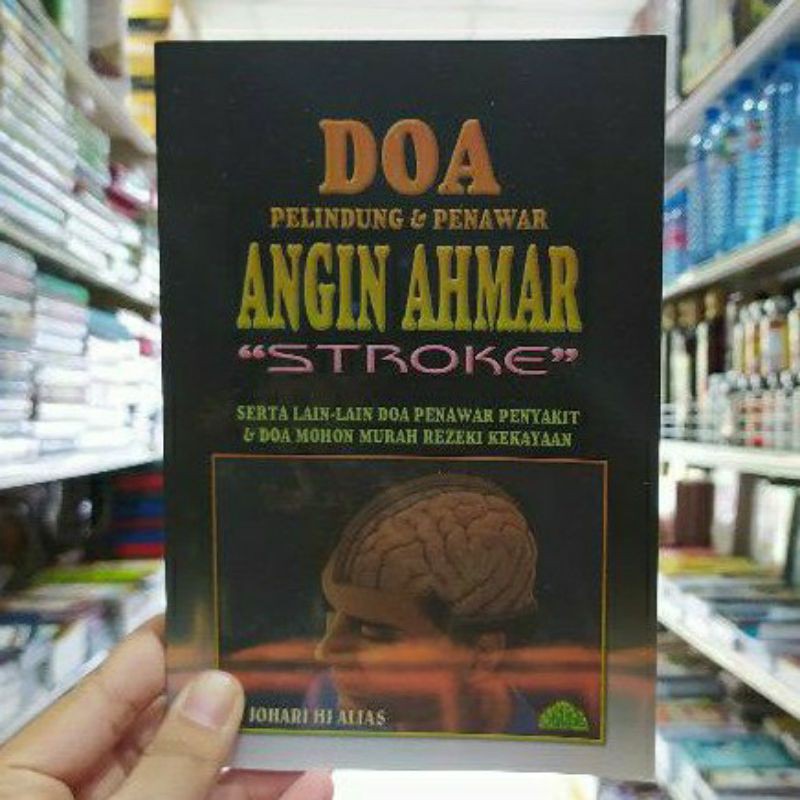 DOA
PELINDUNG & PENAWAR
ANGIN AHMAR
“STROKE”
SERTA LAIN-LAIN DOA PENAWAR PENYAKIT
& DOA MOHON MURAH REZEKI KEKAYAAN
JOHARI HJ ALIAS